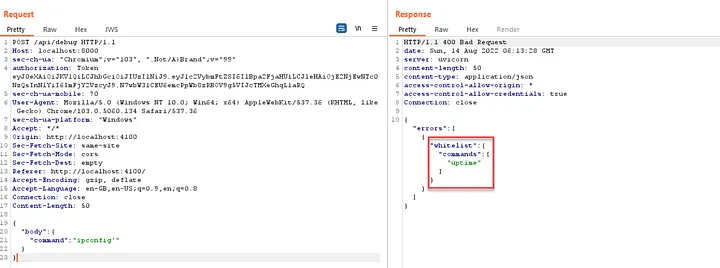 Request
Pretty Raw Hex JWS
\n
1 POST /api/debug HTTP/1.1
2 Host: localhost:8000
3 sec-ch-ua: "Chromium";v="103", ".Not/A)Brand";v="99"
4 authorization: Token
5 sec-ch-ua-mobile: ?0
6 User-Agent: Mozilla/5.0 (Windows NT 10.0; Win64; x64) AppleWebKit/537.36 (KHTML, like
Gecko) Chrome/103.0.5060.134 Safari/537.36
7 sec-ch-ua-platform: "Windows"
8 Accept: */*
9 Origin: http://localhost:4100
10 Sec-Fetch-Site: same-site
11 Sec-Fetch-Mode: cors
12 Sec-Fetch-Dest: empty
13 Referer: http://localhost:4100/
14 Accept-Encoding: gzip, deflate
15 Accept-Language: en-GB,en-US;q=0.9,en;q=0.8
16 Connection: close
17 Content-Length: 50
18
19 {
20 "body":{
21 "command":"ipconfig'"
22 }
23 }
Response
Pretty Raw Hex Render
1 HTTP/1.1 400 Bad Request
2 date: Sun, 14 Aug 2022 06:13:28 GMT
3 server: uvicorn
4 content-length: 50
5 content-type: application/json
6 access-control-allow-origin: *
7 access-control-allow-credentials: true
8 Connection: close
9
10 {
"errors":[
{
"whitelist":{
"commands":[
"uptime"
]
}
}
]
}